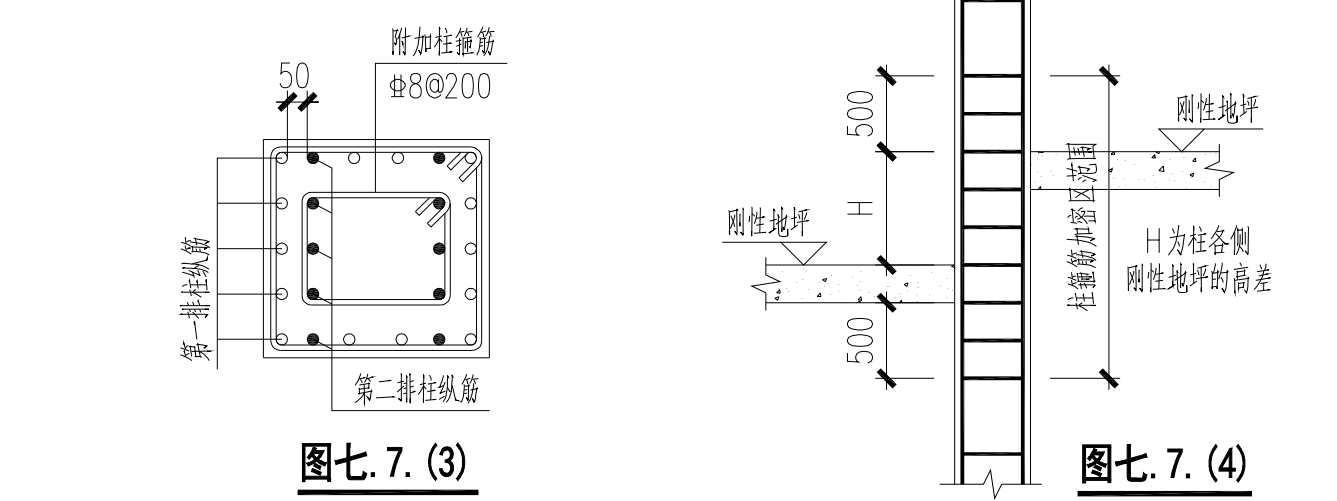 附加柱箍筋
ϕ8@200
50
第一排柱纵筋
第二排柱纵筋
图七.7.(3)
500
H
500
刚性地坪
刚性地坪
柱箍筋加密区范围
H为柱各侧
刚性地坪的高差
图七.7.(4)